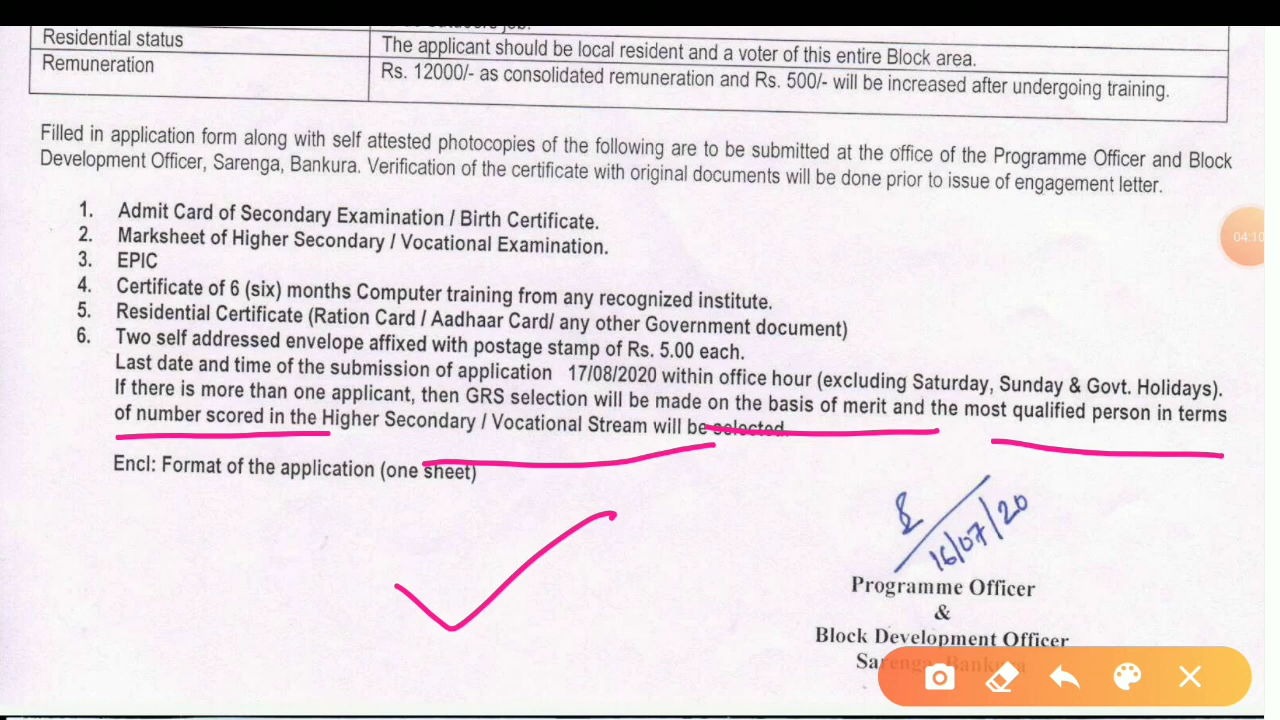 Residential status
The applicant should be local resident and a voter of this entire Block area.
Remuneration
Rs. 12000/- as consolidated remuneration and Rs. 500/- will be increased after undergoing training.
Filled in application form along with self attested photocopies of the following are to be submitted at the office of the Programme Officer and Block
Development Officer, Sarenga, Bankura. Verification of the certificate with original documents will be done prior to issue of engagement letter.
1. Admit Card of Secondary Examination / Birth Certificate.
2. Marksheet of Higher Secondary / Vocational Examination.
3. EPIC
4. Certificate of 6 (six) months Computer training from any recognized institute.
5. Residential Certificate (Ration Card / Aadhaar Card/ any other Government document)
6. Two self addressed envelope affixed with postage stamp of Rs. 5.00 each.
Last date and time of the submission of application 17/08/2020 within office hour (excluding Saturday, Sunday & Govt. Holidays).
If there is more than one applicant, then GRS selection will be made on the basis of merit and the most qualified person in terms
of number scored in the Higher Secondary / Vocational Stream will be selected.
Encl: Format of the application (one sheet)
16/07/20
Programme Officer
&
Block Development Officer
Sarenga, Bankura
04:10